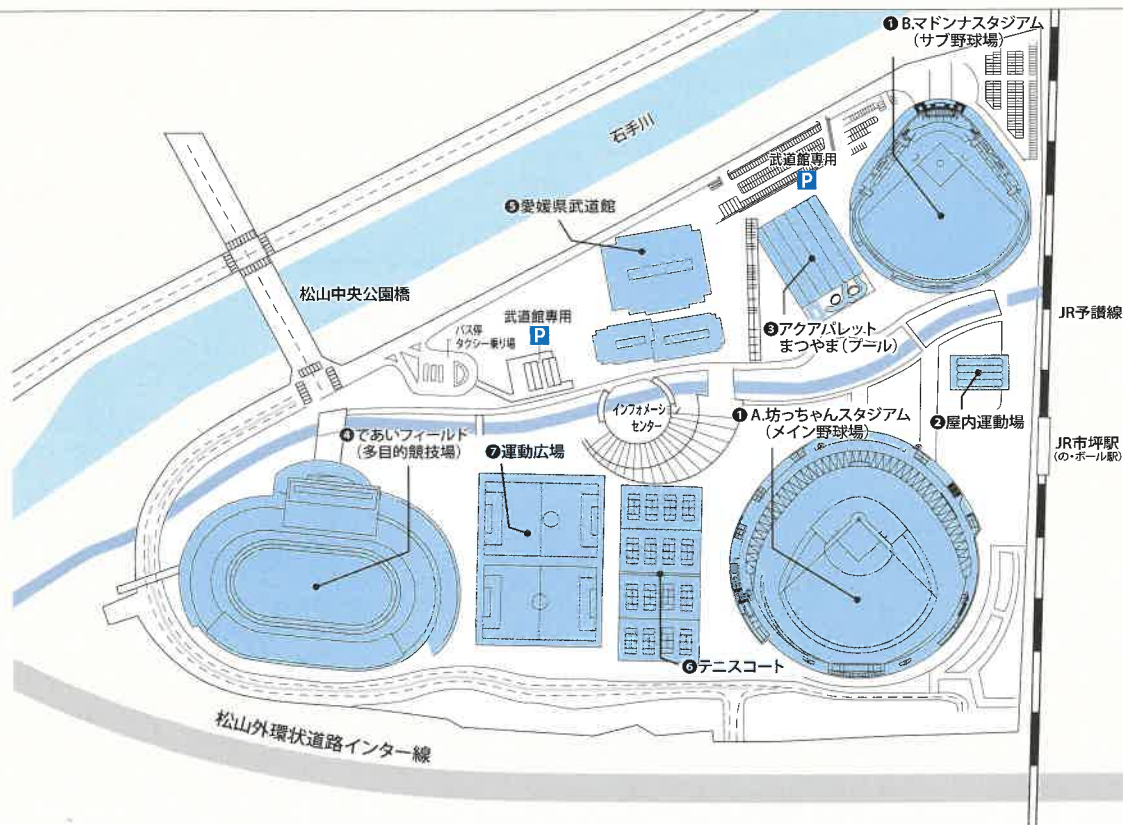 ❶B.マドンナスタジアム
(サブ野球場)
石手川
武道館専用
P
❺愛媛県武道館
松山中央公園橋
バス停
タクシー乗り場
武道館専用
P
❸アクアパレット
まつやま(プール)
JR予讃線
インフォメーション
センター
❶A.坊っちゃんスタジアム
(メイン野球場)
❷屋内運動場
❹であいフィールド
(多目的競技場)
❼運動広場
JR市坪駅
(の・ボール駅)
❻テニスコート
松山外環状道路インター線